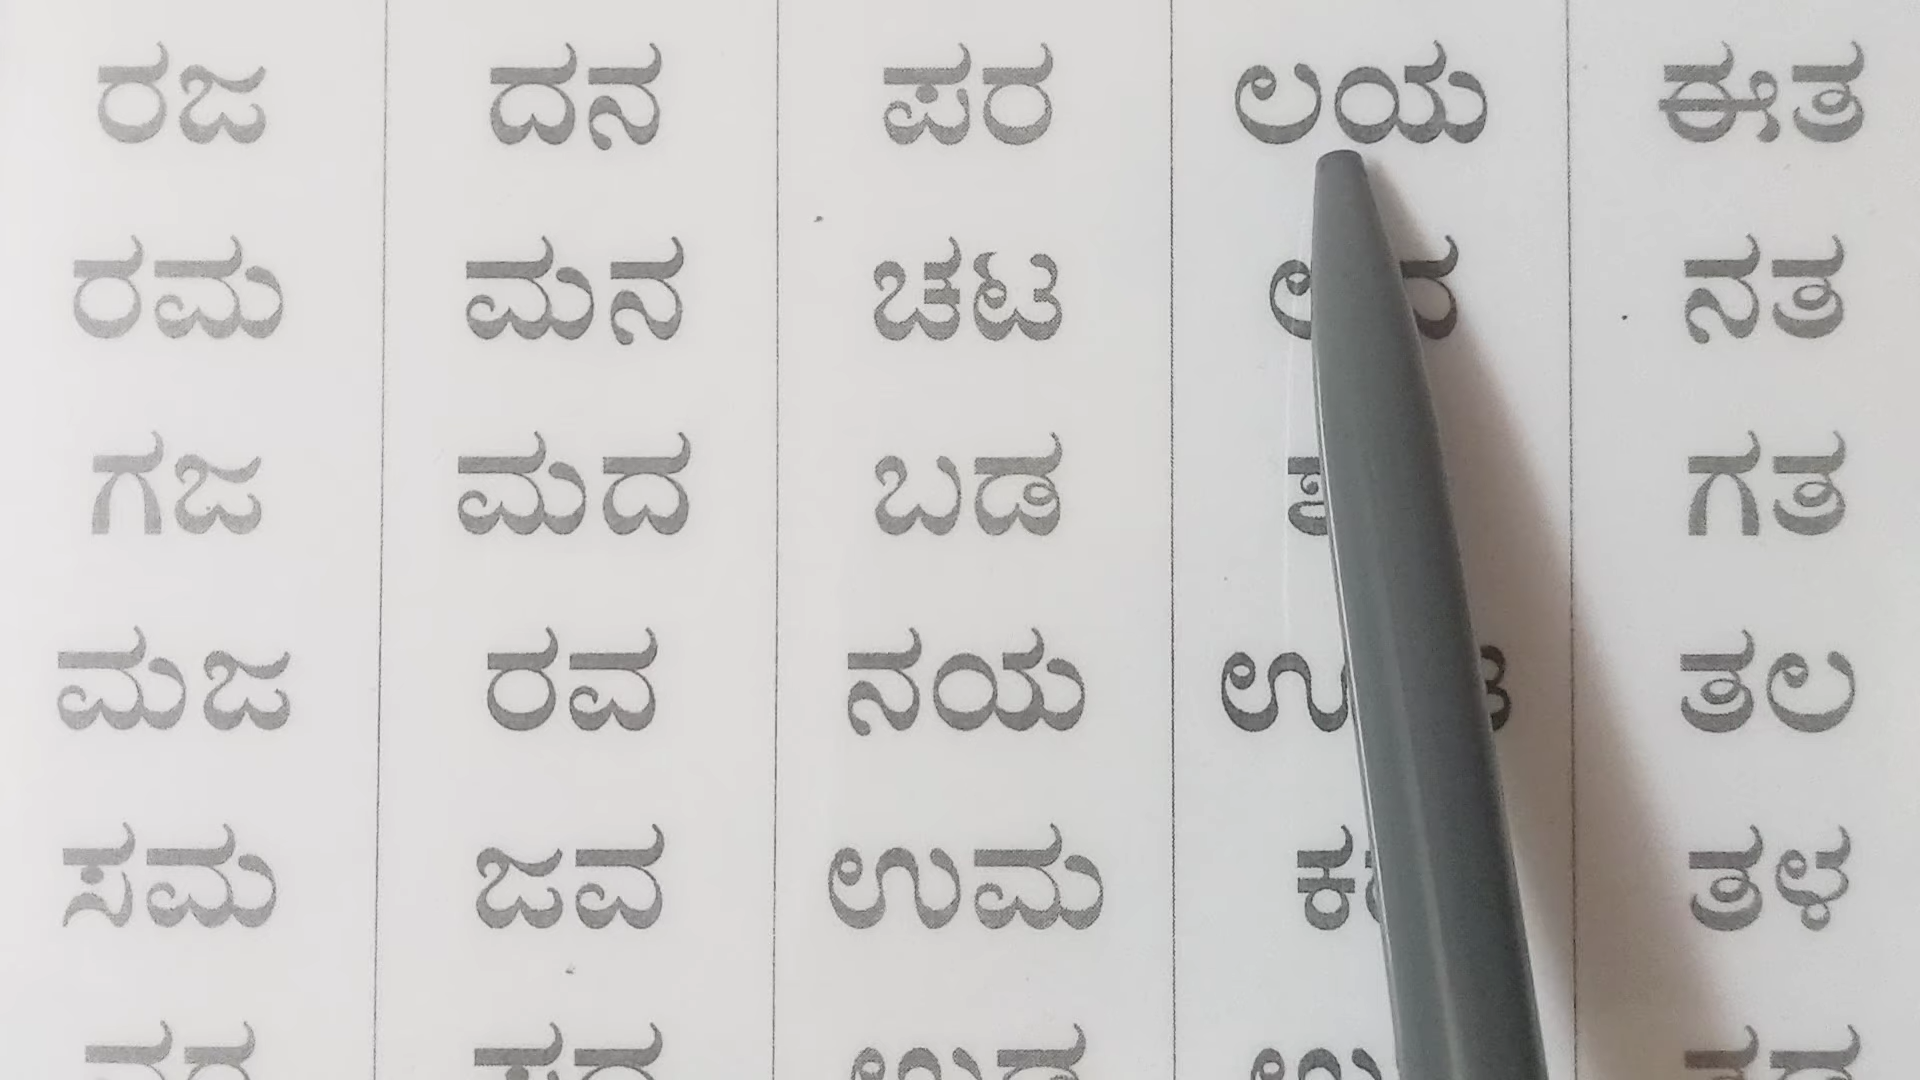 ರಜ ದನ ಪರ ಲಯ ಈತ
ರಮ ಮನ ಚಟ ನತ
ಗಜ ಮದ ಬಡ ಗತ
ಮಜ ರವ ನಯ ತಲ
ಸಮ ಜವ ಉಮ ತಳ